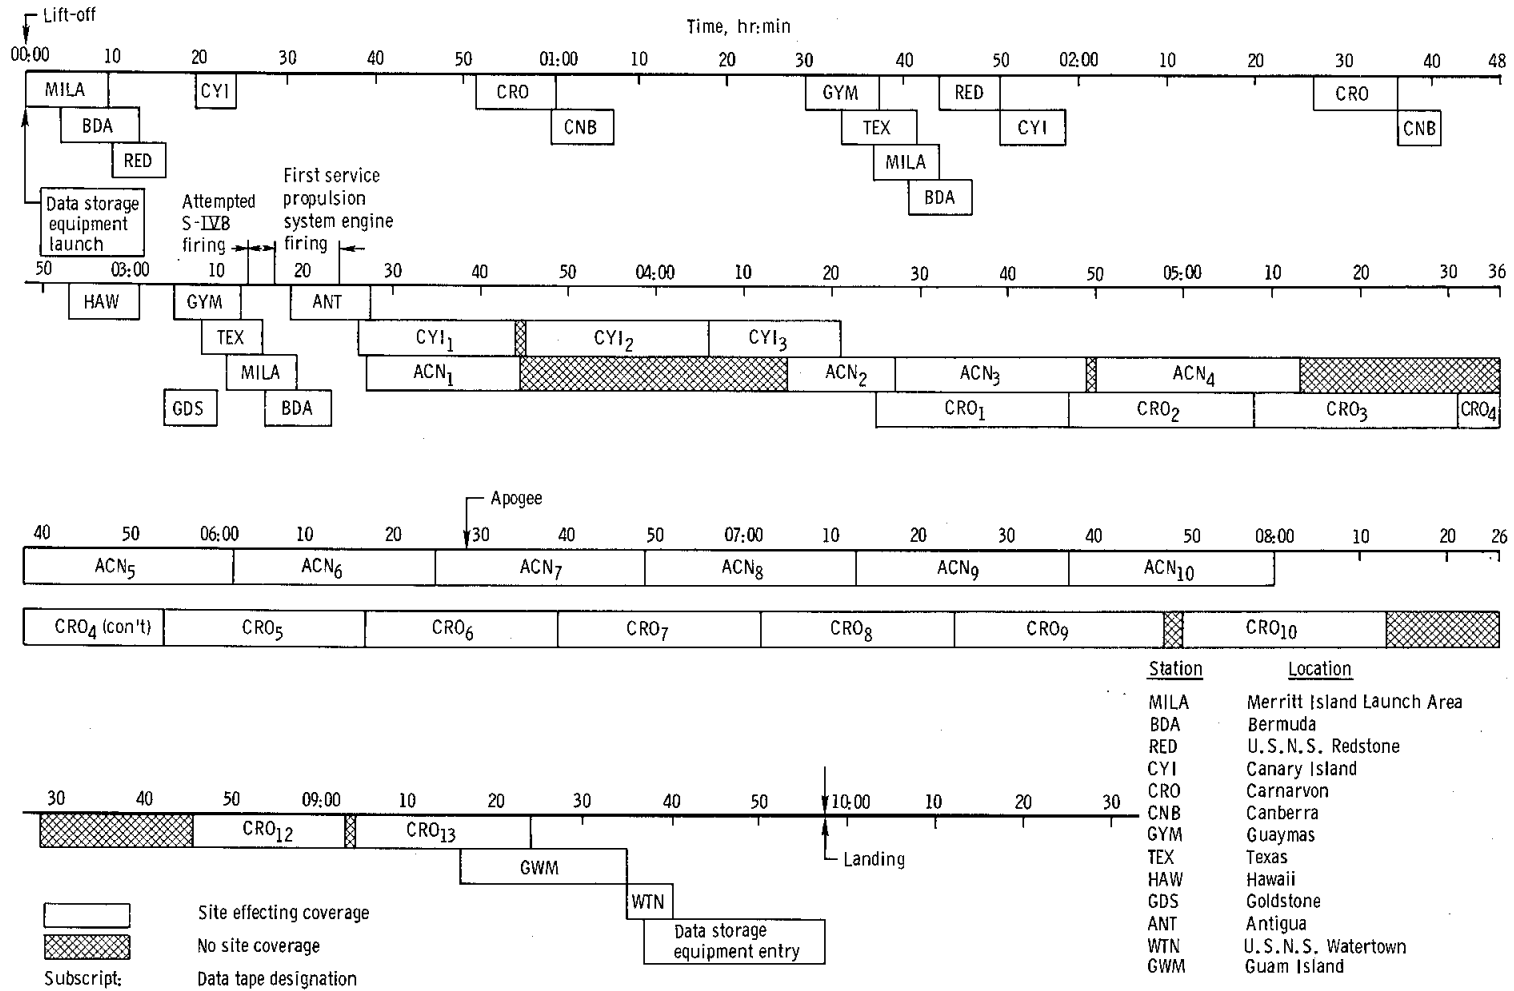 Lift-off
Time, hr:min
00:00 10 20 30 40 50 01:00 10 20 30 40 50 02:00 10 20 30 40 48
MILA CYI CRO GYM RED CRO
BDA CNB TEX CYI CNB
RED MILA
BDA
Data storage
equipment
launch
Attempted
S-IVB
firing
First service
propulsion
system engine
firing
50 03:00 10 20 30 40 50 04:00 10 20 30 40 50 05:00 10 20 30 36
HAW GYM ANT
TEX CYI1 CYI2 CYI3
MILA ACN1 ACN2 ACN3 ACN4
GDS BDA CRO1 CRO2 CRO3 CRO4
Apogee
40 50 06:00 10 20 30 40 50 07:00 10 20 30 40 50 08:00 10 20 26
ACN5 ACN6 ACN7 ACN8 ACN9 ACN10
CRO4 (con't) CRO5 CRO6 CRO7 CRO8 CRO9 CRO10
30 40 50 09:00 10 20 30 40 50 10:00 10 20 30
CRO12 CRO13
GWM
WTN
Data storage
equipment entry
Landing
Station Location
MILA Merritt Island Launch Area
BDA Bermuda
RED U.S.N.S. Redstone
CYI Canary Island
CRO Carnarvon
CNB Canberra
GYM Guaymas
TEX Texas
HAW Hawaii
GDS Goldstone
ANT Antigua
WTN U.S.N.S. Watertown
GWM Guam Island
Site effecting coverage
No site coverage
Subscript: Data tape designation